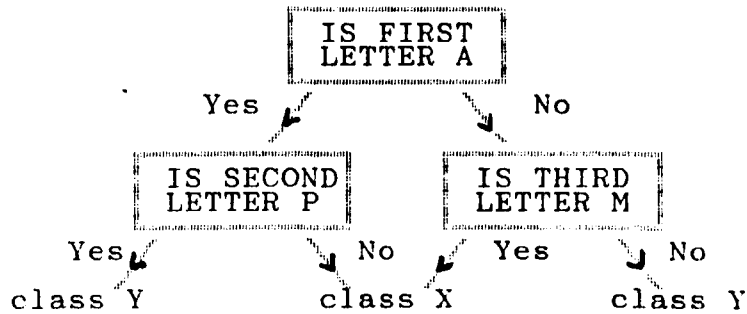 IS FIRST
LETTER A
Yes No
IS SECOND IS THIRD
LETTER P LETTER M
Yes No Yes No
class Y class X class Y